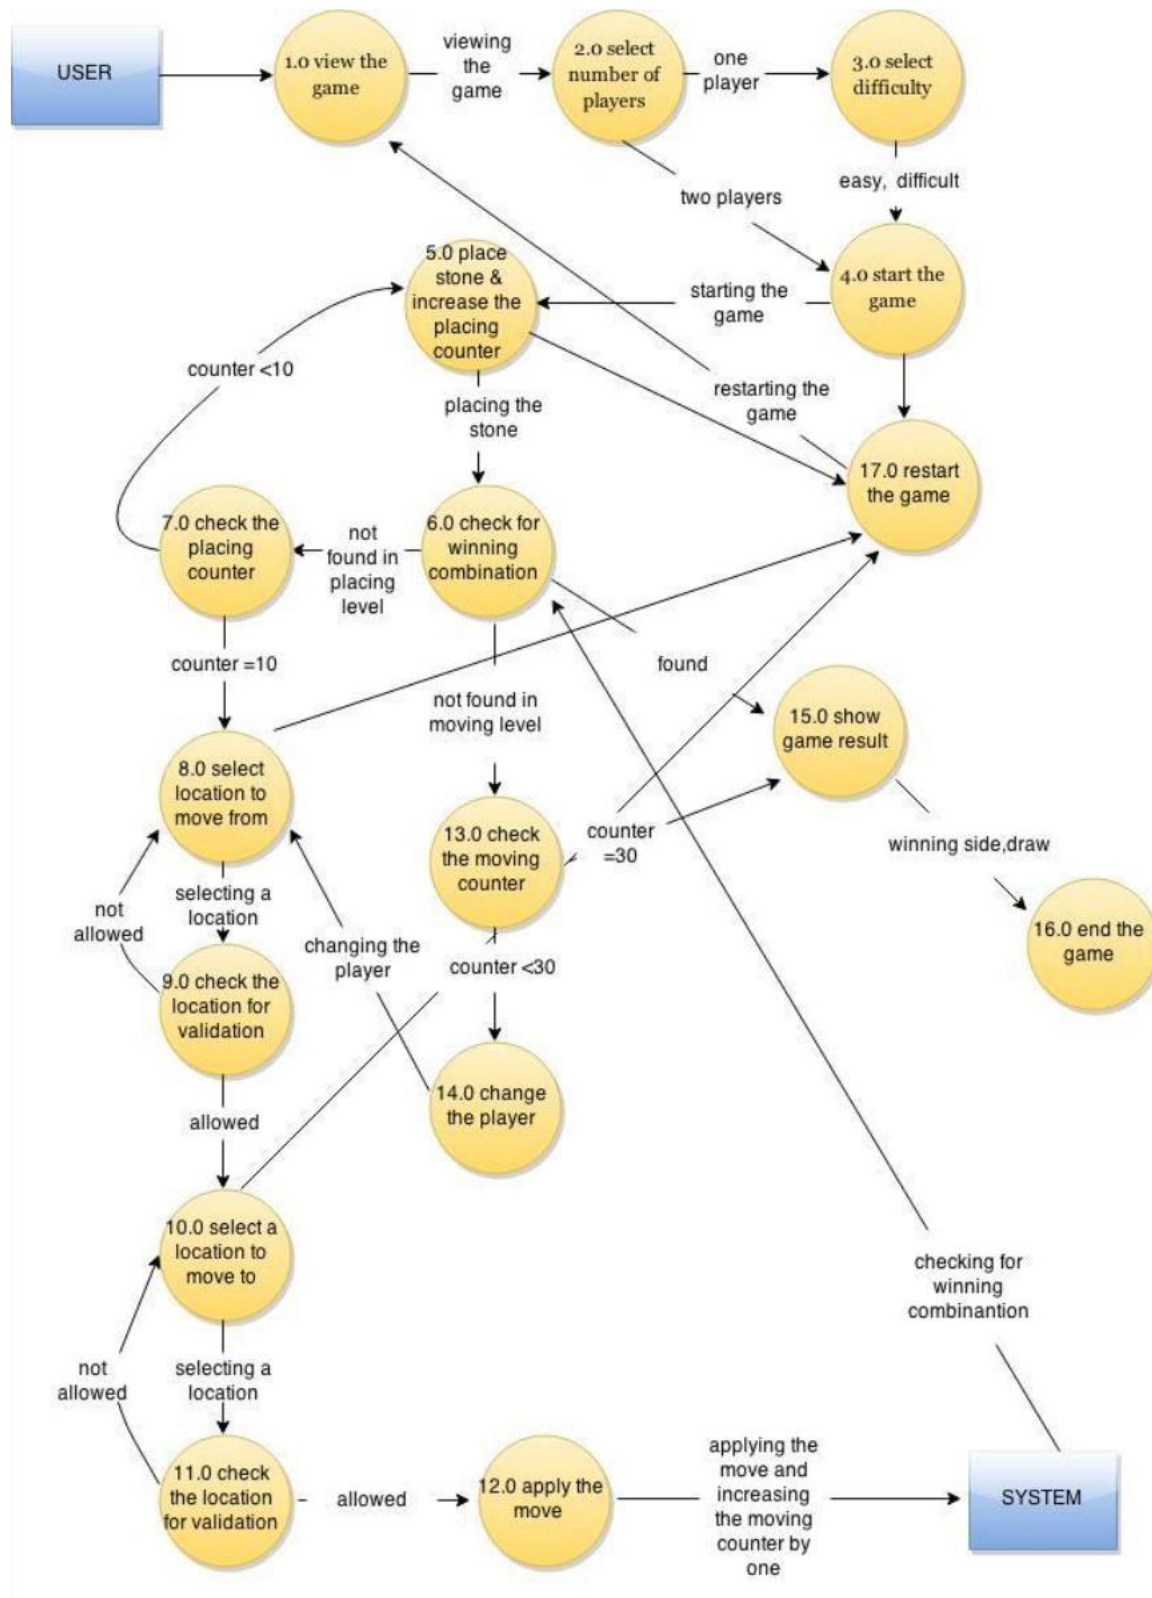 USER
1.0 view the
game
viewing
the
game
2.0 select
number of
players
one
player
3.0 select
difficulty
two players
easy,  difficult
4.0 start the
game
starting the
game
5.0 place
stone &
increase the
placing
counter
counter <10
placing the
stone
restarting the
game
17.0 restart
the game
7.0 check the
placing
counter
not
found in
placing
level
6.0 check for
winning
combination
counter =10
found
not found in
moving level
15.0 show
game result
8.0 select
location to
move from
13.0 check
the moving
counter
counter
=30
winning side,draw
selecting a
location
not
allowed
changing the
player
counter <30
16.0 end the
game
9.0 check the
location for
validation
14.0 change
the player
allowed
10.0 select a
location to
move to
checking for
winning
combinantion
not
allowed
selecting a
location
11.0 check
the location
for validation
allowed
12.0 apply the
move
applying the
move and
increasing
the moving
counter by
one
SYSTEM